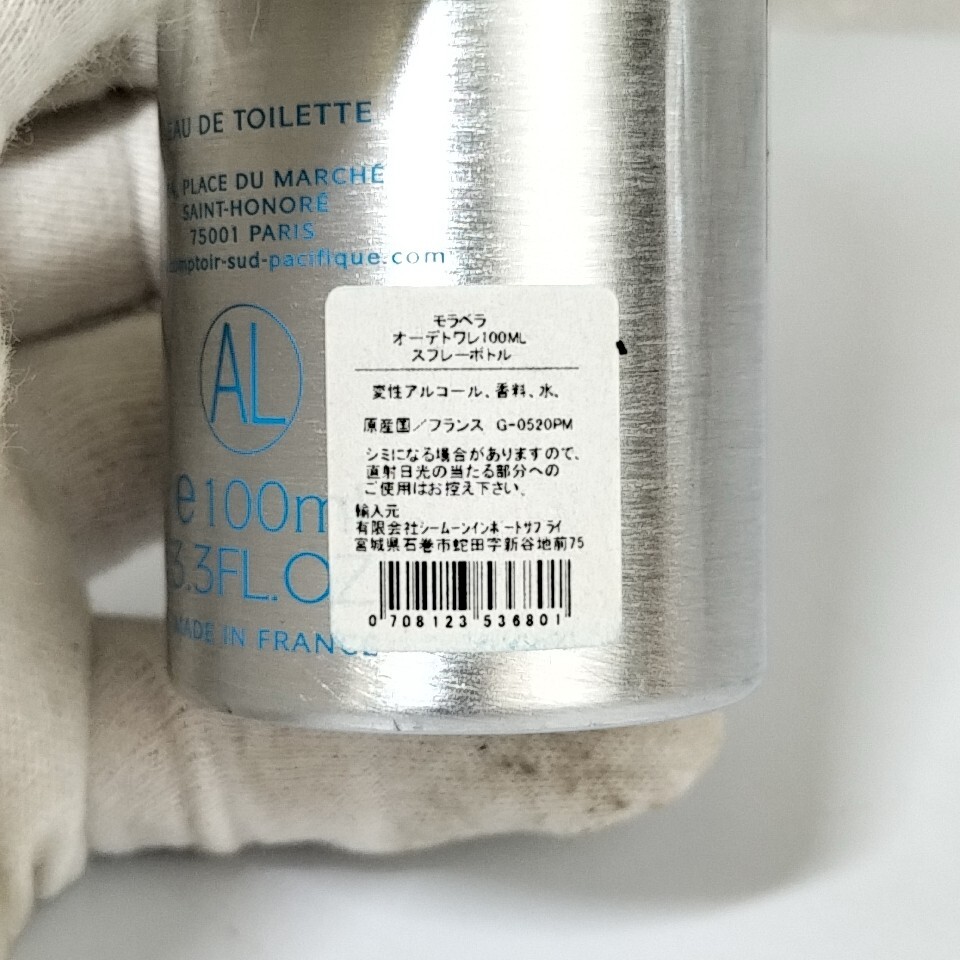 EAU DE TOILETTE
PLACE DU MARCHÉ
SAINT-HONORÉ
75001 PARIS
comptoir-sud-pacifique.com
AL
e100m
3.3FL.OZ
MADE IN FRANCE
モラベラ
オーデトワレ100ML
スプレーボトル
変性アルコール、香料、水、
原産国/フランス G-0520PM
シミになる場合がありますので、
直射日光の当たる部分への
ご使用はお控え下さい。
輸入元
有限会社シームーンインポートサプライ
宮城県石巻市蛇田字新谷地前75
0 708123 536801